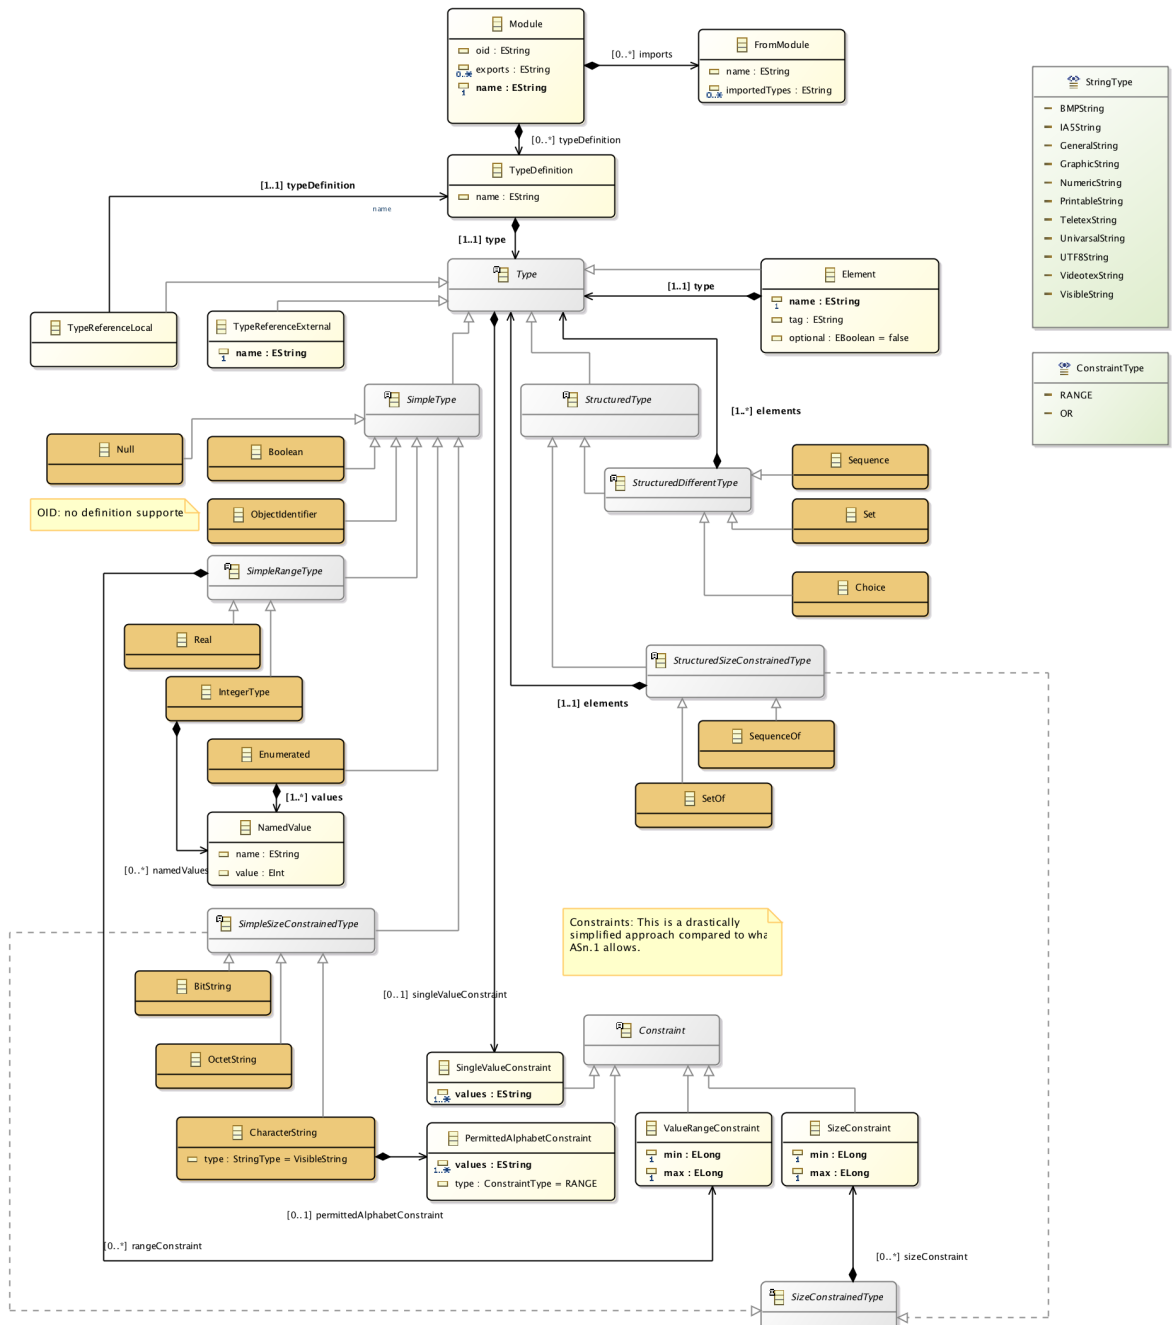 Module
oid : EString
0..* exports : EString
1 name : EString
[0..*] imports
FromModule
name : EString
0..* importedTypes : EString
StringType
BMPString
IA5String
GeneralString
GraphicString
NumericString
PrintableString
TeletexString
UnivarsalString
UTF8String
VideotexString
VisibleString
[0..*] typeDefinition
TypeDefinition
name : EString
[1..1] typeDefinition
name
[1..1] type
Type
Element
1 name : EString
tag : EString
optional : EBoolean = false
[1..1] type
TypeReferenceLocal
TypeReferenceExternal
1 name : EString
ConstraintType
RANGE
OR
SimpleType
StructuredType
[1..*] elements
Null
Boolean
Sequence
StructuredDifferentType
OID: no definition supporte
ObjectIdentifier
Set
SimpleRangeType
Choice
Real
StructuredSizeConstrainedType
IntegerType
[1..1] elements
SequenceOf
Enumerated
[1..*] values
SetOf
NamedValue
name : EString
value : EInt
[0..*] namedValues
SimpleSizeConstrainedType
Constraints: This is a drastically
simplified approach compared to wha
ASn.1 allows.
BitString
[0..1] singleValueConstraint
Constraint
OctetString
SingleValueConstraint
1..* values : EString
CharacterString
type : StringType = VisibleString
PermittedAlphabetConstraint
1..* values : EString
type : ConstraintType = RANGE
ValueRangeConstraint
1 min : ELong
1 max : ELong
SizeConstraint
1 min : ELong
1 max : ELong
[0..1] permittedAlphabetConstraint
[0..*] rangeConstraint
[0..*] sizeConstraint
SizeConstrainedType